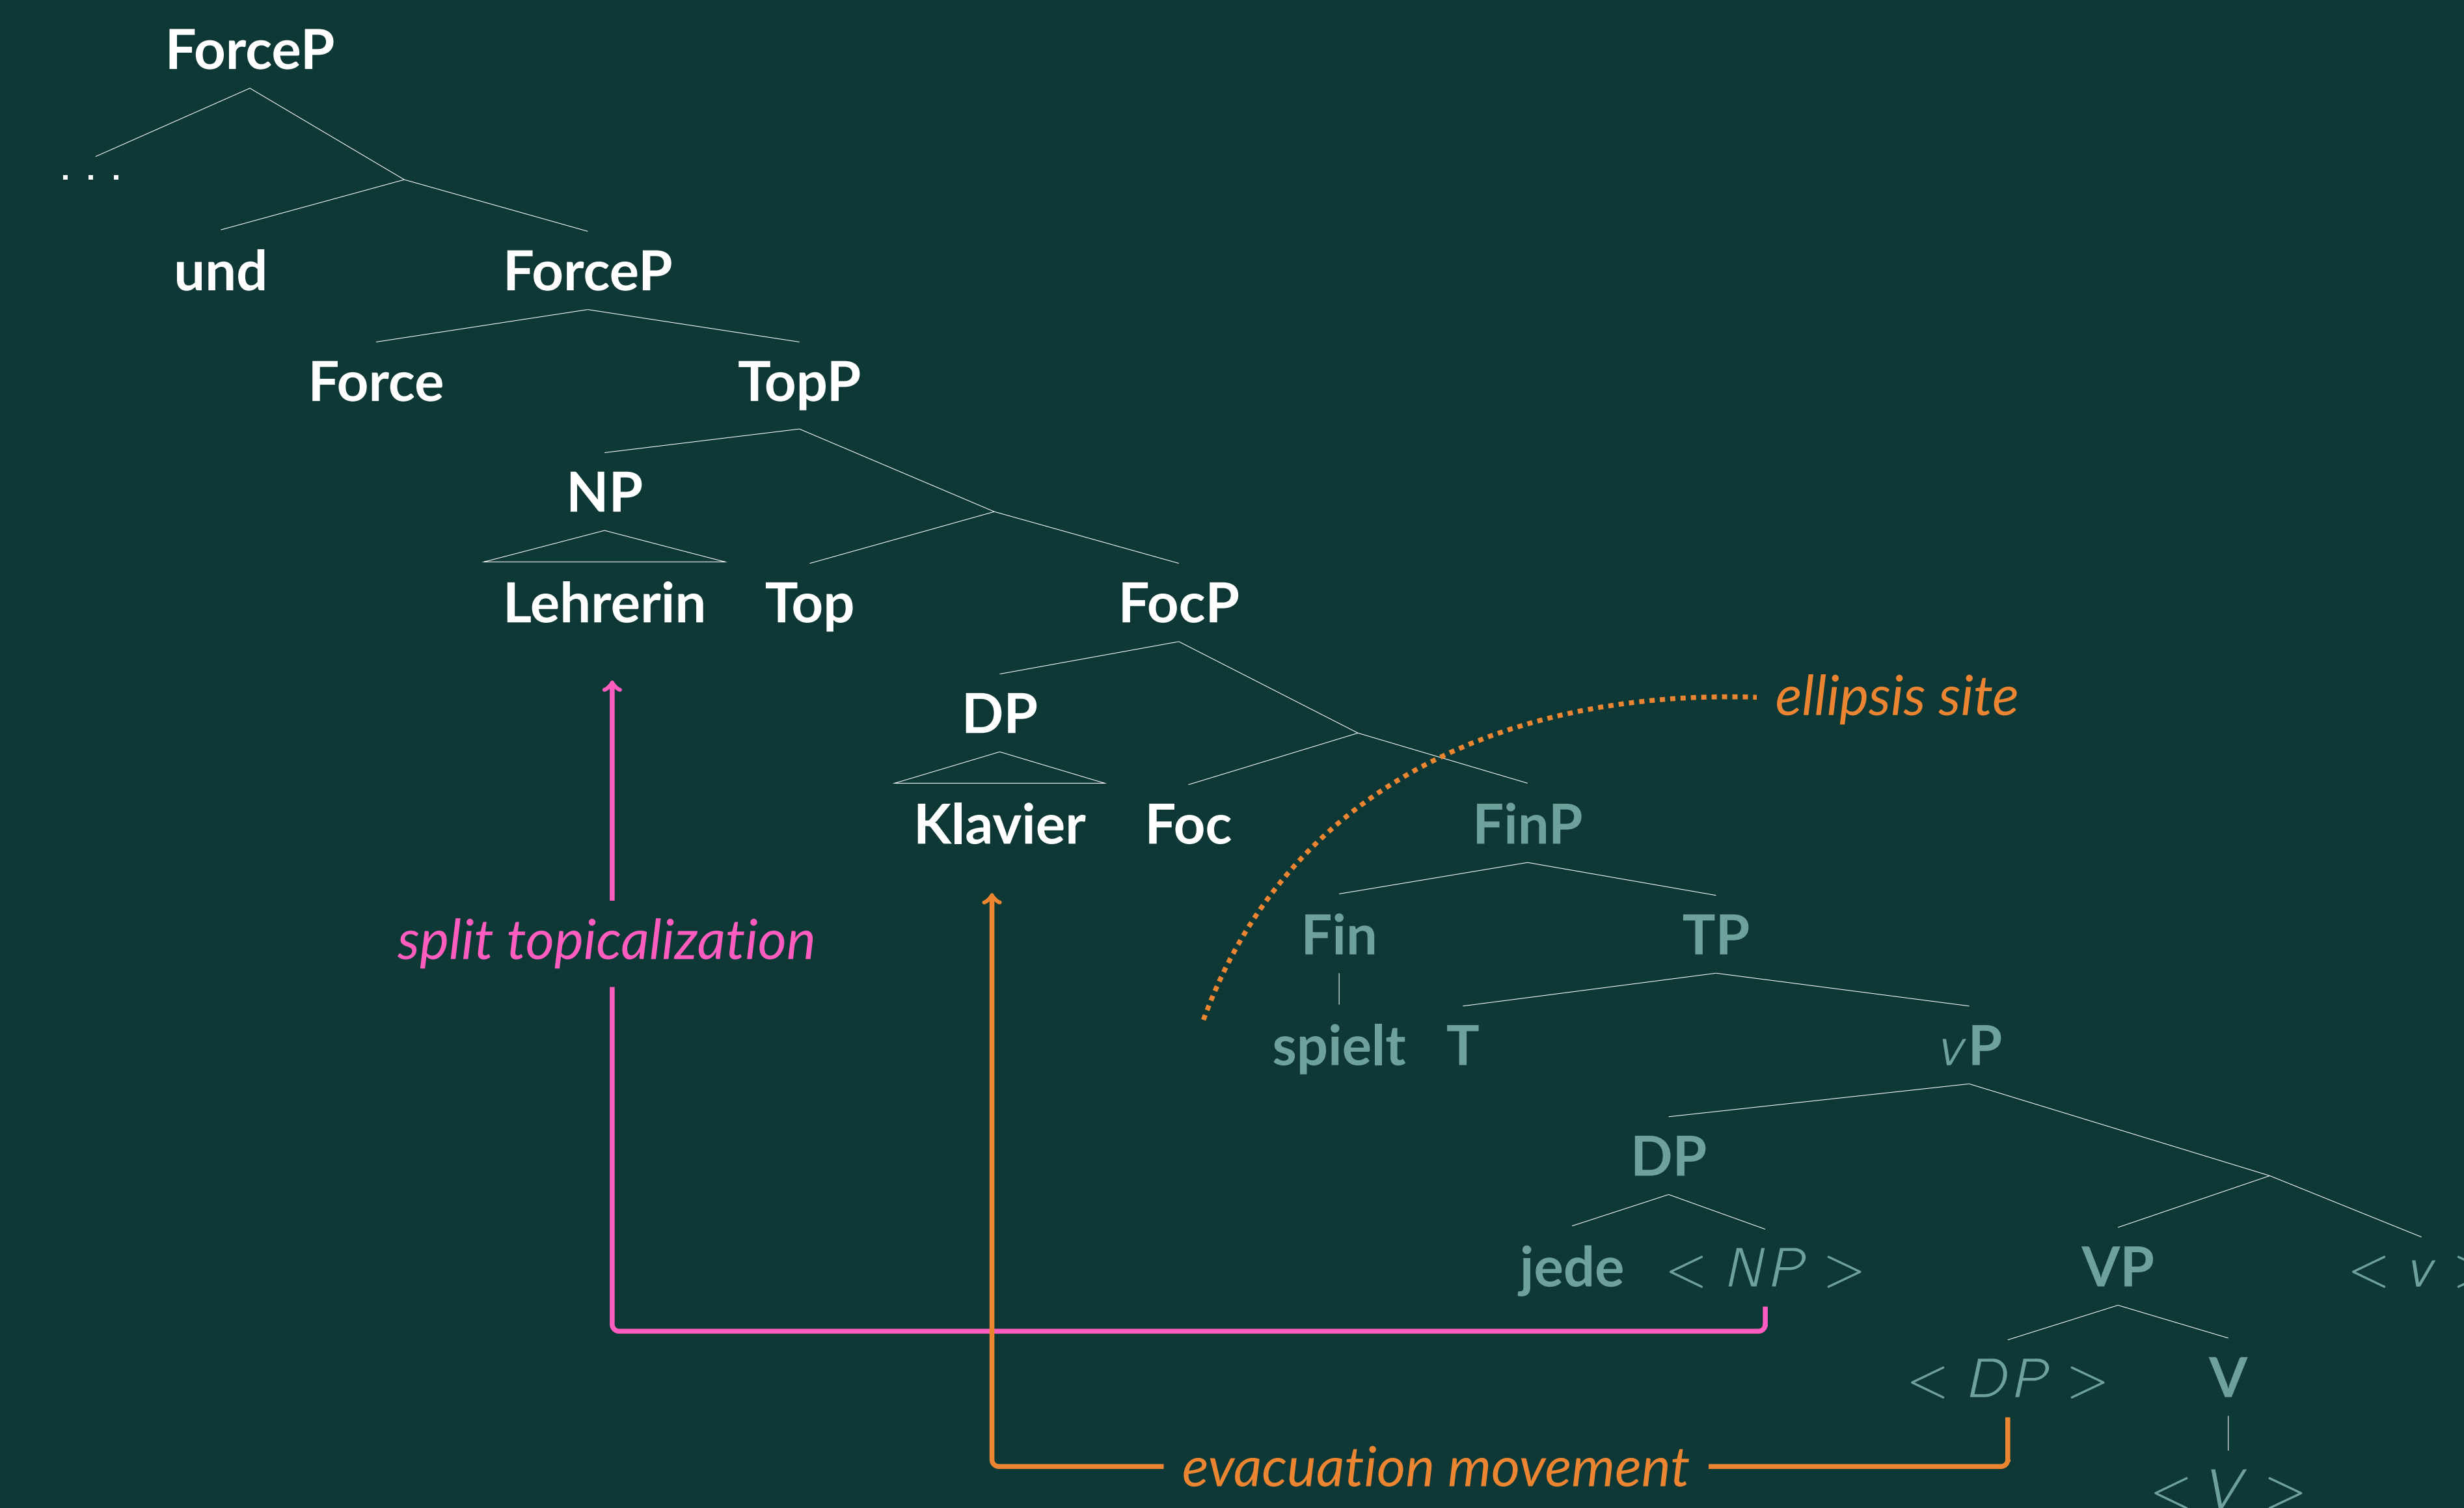 ForceP
. . .
und ForceP
Force TopP
NP
Lehrerin Top FocP
ellipsis site
DP
Klavier Foc FinP
split topicalization
Fin TP
spielt T vP
DP
jede < NP > VP < v >
< DP > V
evacuation movement
< V >